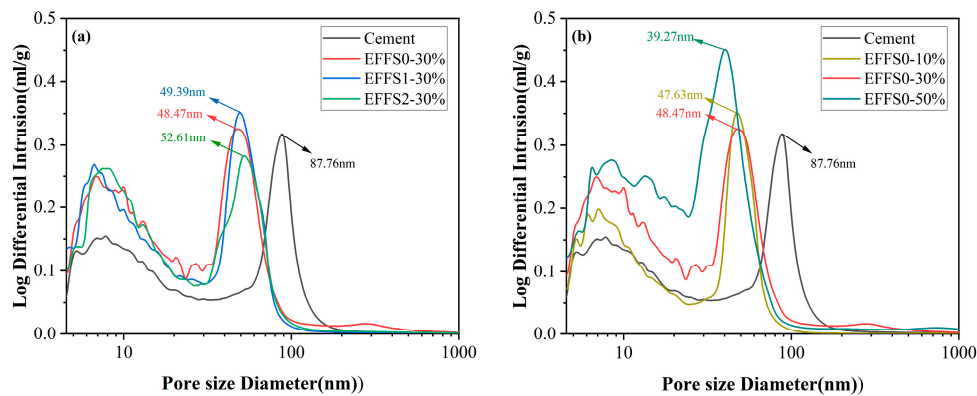 (a)
Cement
EFFS0-30%
EFFS1-30%
EFFS2-30%
49.39nm
48.47nm
52.61nm
87.76nm
0.5
0.4
0.3
0.2
0.1
0.0
Log Differential Intrusion(ml/g)
10
100
1000
Pore size Diameter(nm))
(b)
Cement
EFFS0-10%
EFFS0-30%
EFFS0-50%
39.27nm
47.63nm
48.47nm
87.76nm
0.5
0.4
0.3
0.2
0.1
0.0
Log Differential Intrusion(ml/g)
10
100
1000
Pore size Diameter(nm))